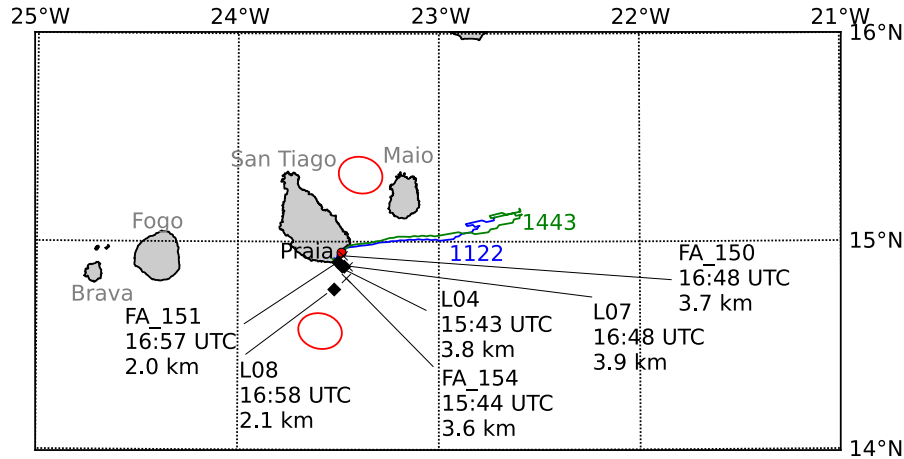 25°W 24°W 23°W 22°W 21°W
16°N
San Tiago Maio
Fogo
1443
Praia
15°N
1122
Brava
FA_150
16:48 UTC
3.7 km
FA_151
16:57 UTC
2.0 km
L04
15:43 UTC
3.8 km
L07
16:48 UTC
3.9 km
L08
16:58 UTC
2.1 km
FA_154
15:44 UTC
3.6 km
14°N